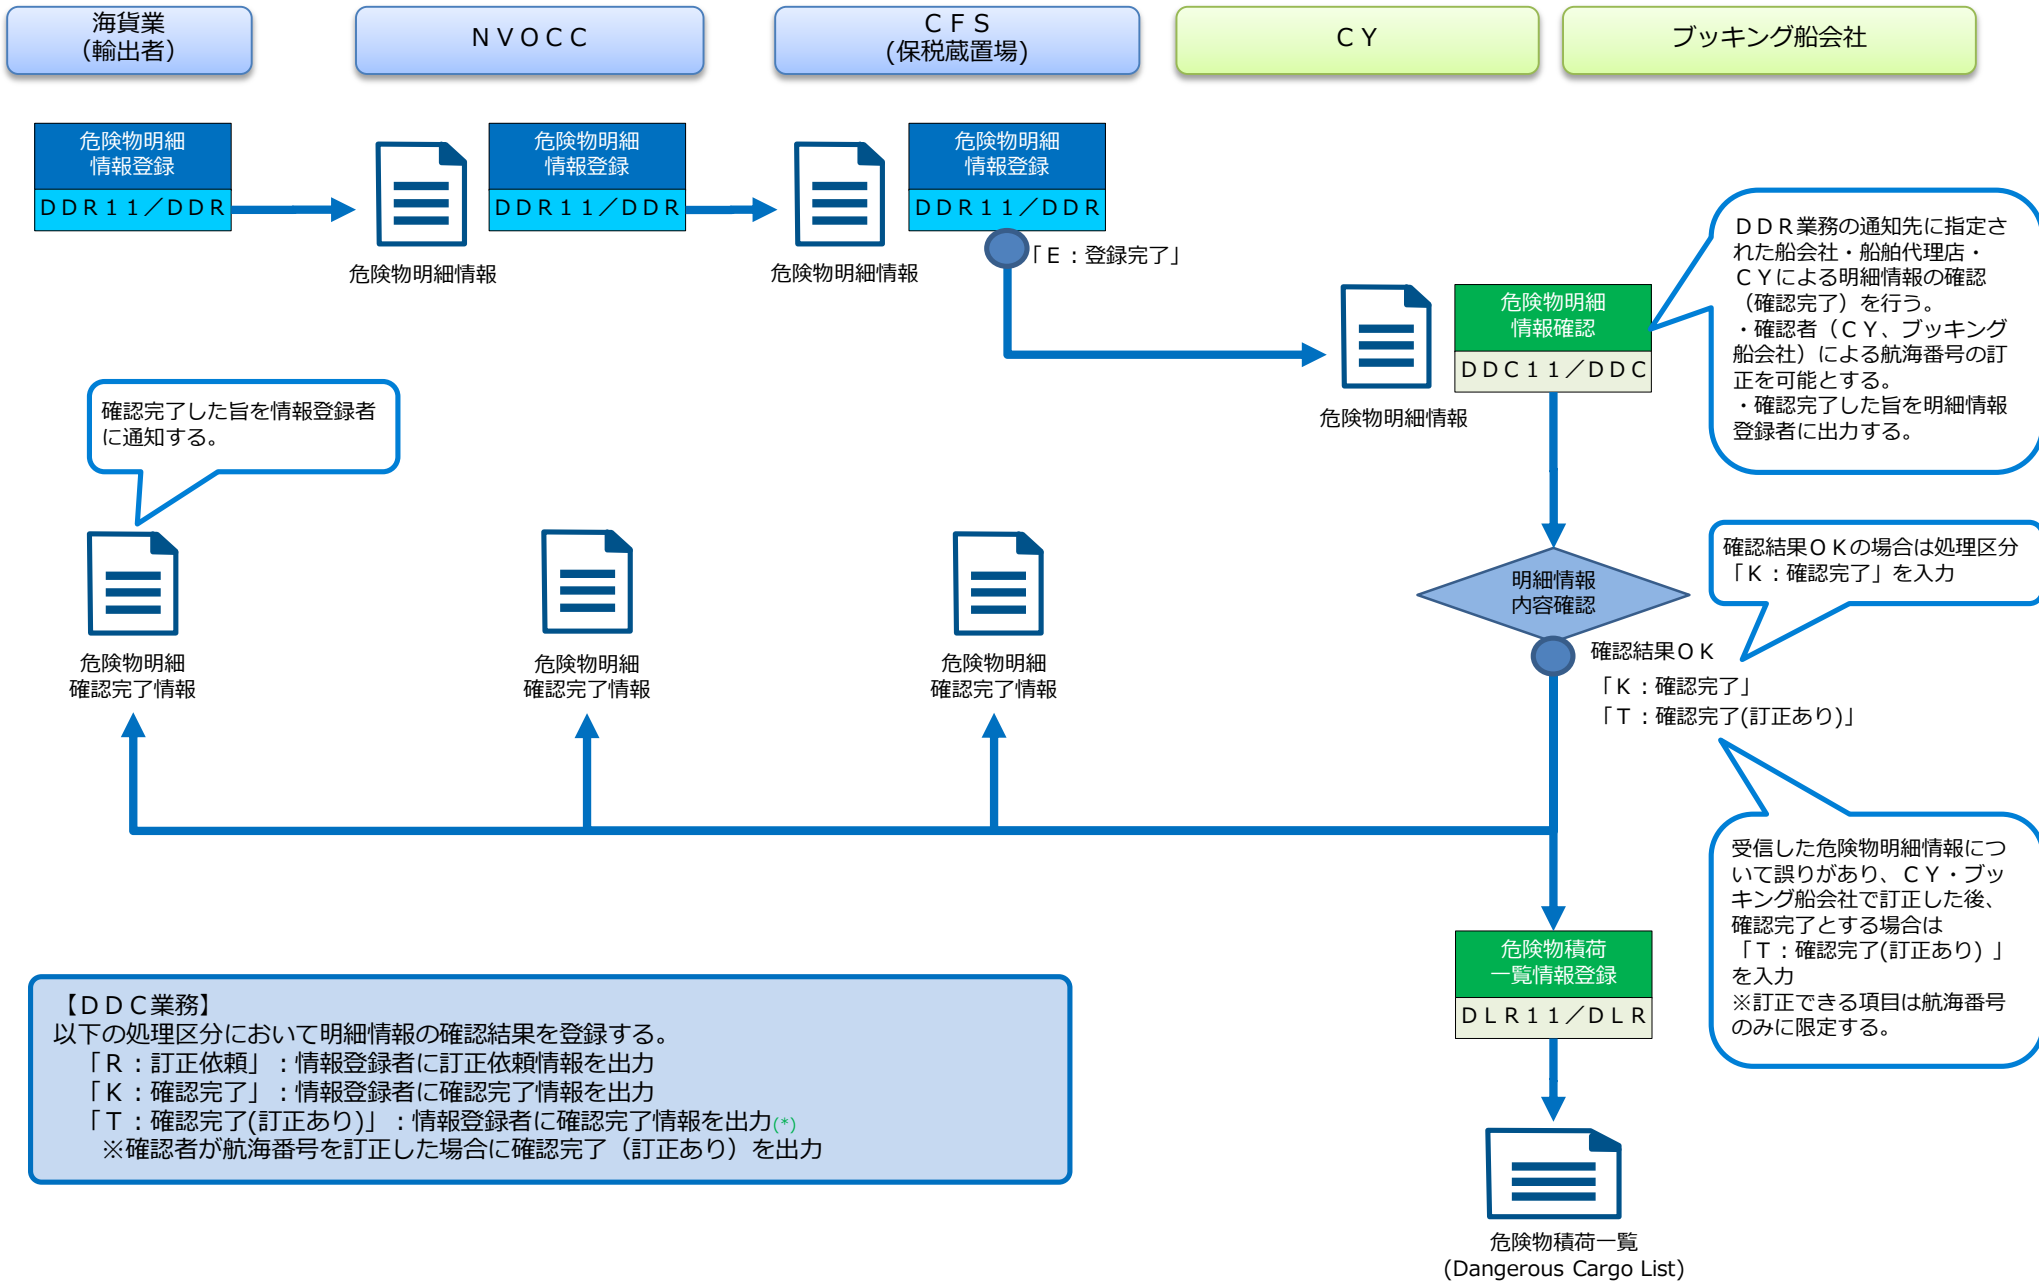 海貨業
（輸出者）
ＮＶＯＣＣ
ＣＦＳ
(保税蔵置場)
ＣＹ
ブッキング船会社
危険物明細
情報登録
ＤＤＲ１１／ＤＤＲ
危険物明細情報
危険物明細
情報登録
ＤＤＲ１１／ＤＤＲ
危険物明細情報
危険物明細
情報登録
ＤＤＲ１１／ＤＤＲ
「Ｅ：登録完了」
危険物明細情報
危険物明細
情報確認
ＤＤＣ１１／ＤＤＣ
ＤＤＲ業務の通知先に指定さ
れた船会社・船舶代理店・
ＣＹによる明細情報の確認
（確認完了）を行う。
・確認者（ＣＹ、ブッキング
船会社）による航海番号の訂
正を可能とする。
・確認完了した旨を明細情報
登録者に出力する。
確認完了した旨を情報登録者
に通知する。
危険物明細
確認完了情報
危険物明細
確認完了情報
危険物明細
確認完了情報
明細情報
内容確認
確認結果ＯＫの場合は処理区分
「Ｋ：確認完了」を入力
確認結果ＯＫ
「Ｋ：確認完了」
「Ｔ：確認完了(訂正あり)」
受信した危険物明細情報につ
いて誤りがあり、ＣＹ・ブッ
キング船会社で訂正した後、
確認完了とする場合は
「Ｔ：確認完了(訂正あり) 」
を入力
※訂正できる項目は航海番号
のみに限定する。
危険物積荷
一覧情報登録
ＤＬＲ１１／ＤＬＲ
危険物積荷一覧
(Dangerous Cargo List)
【ＤＤＣ業務】
以下の処理区分において明細情報の確認結果を登録する。
「Ｒ：訂正依頼」：情報登録者に訂正依頼情報を出力
「Ｋ：確認完了」：情報登録者に確認完了情報を出力
「Ｔ：確認完了(訂正あり)」：情報登録者に確認完了情報を出力(*)
※確認者が航海番号を訂正した場合に確認完了（訂正あり）を出力